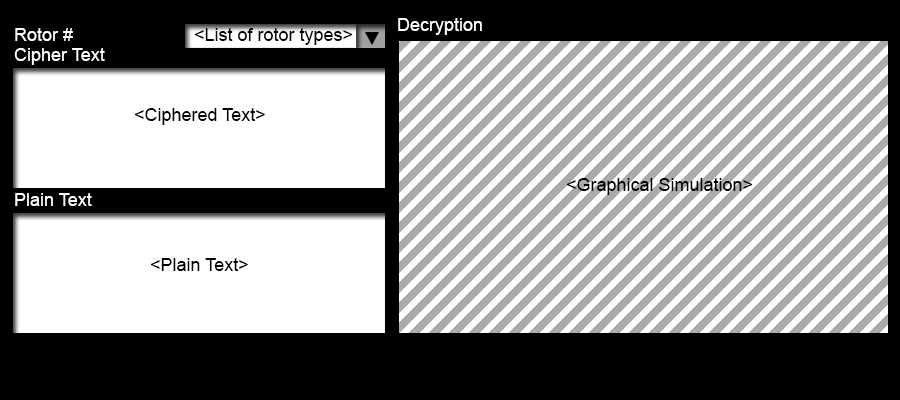 Rotor #
<List of rotor types>
Cipher Text
<Ciphered Text>
Plain Text
<Plain Text>
Decryption
<Graphical Simulation>